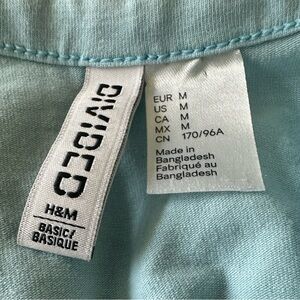 DIVIDED
H&M
BASIC/
BASIQUE
EUR M
US M
CA M
MX M
CN 170/96A
Made in
Bangladesh
Fabriqué au
Bangladesh